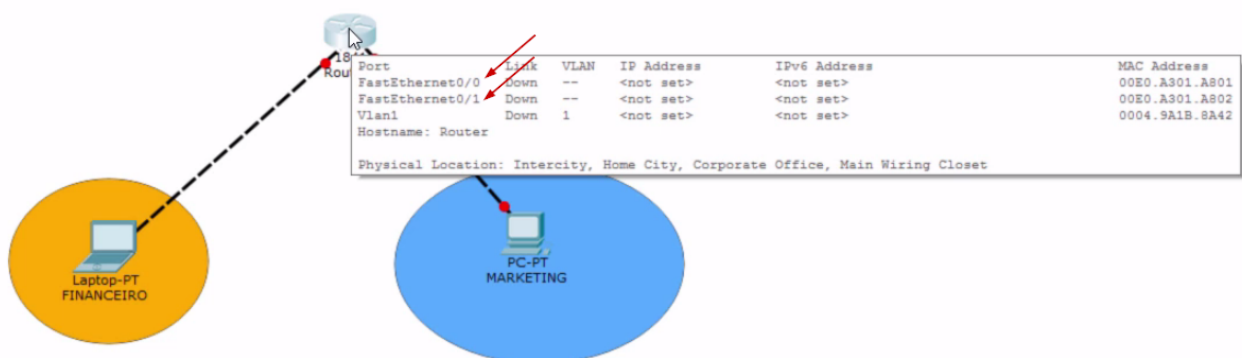 184
Rou
Port Link VLAN IP Address IPv6 Address MAC Address
FastEthernet0/0 Down -- <not set> <not set> 00E0.A301.A801
FastEthernet0/1 Down -- <not set> <not set> 00E0.A301.A802
Vlan1 Down 1 <not set> <not set> 0004.9A1B.8A42
Hostname: Router
Physical Location: Intercity, Home City, Corporate Office, Main Wiring Closet
Laptop-PT
FINANCEIRO
PC-PT
MARKETING